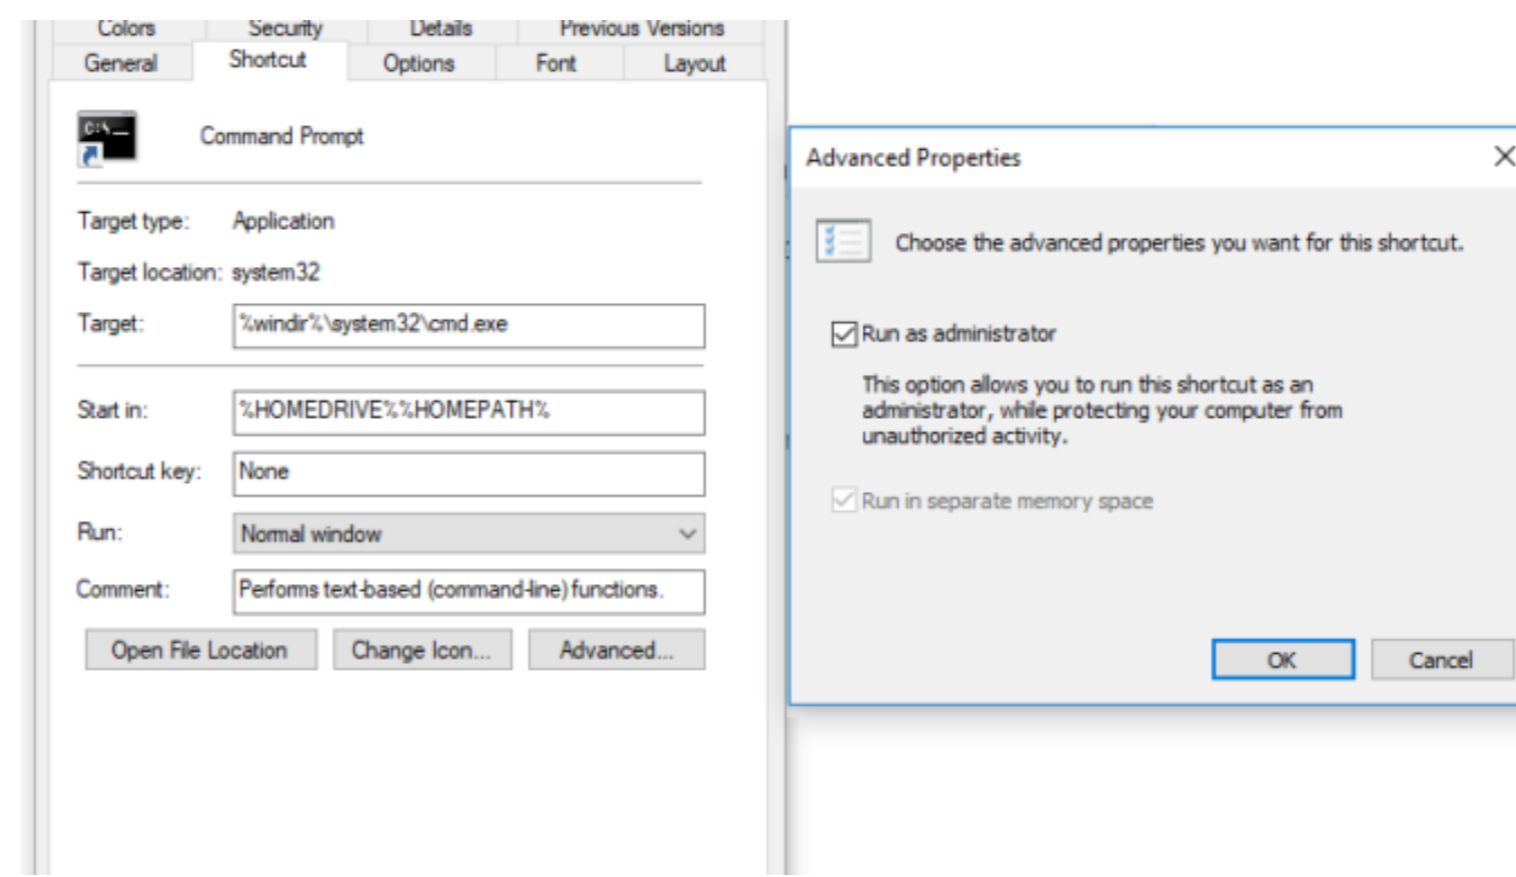 Colors Security Details Previous Versions
General Shortcut Options Font Layout
C:\
Command Prompt
Target type: Application
Target location: system32
Target: %windir%\system32\cmd.exe
Start in: %HOMEDRIVE%%HOMEPATH%
Shortcut key: None
Run: Normal window
Comment: Performs text-based (command-line) functions.
Open File Location Change Icon... Advanced...
Advanced Properties
Choose the advanced properties you want for this shortcut.
Run as administrator
This option allows you to run this shortcut as an
administrator, while protecting your computer from
unauthorized activity.
Run in separate memory space
OK Cancel